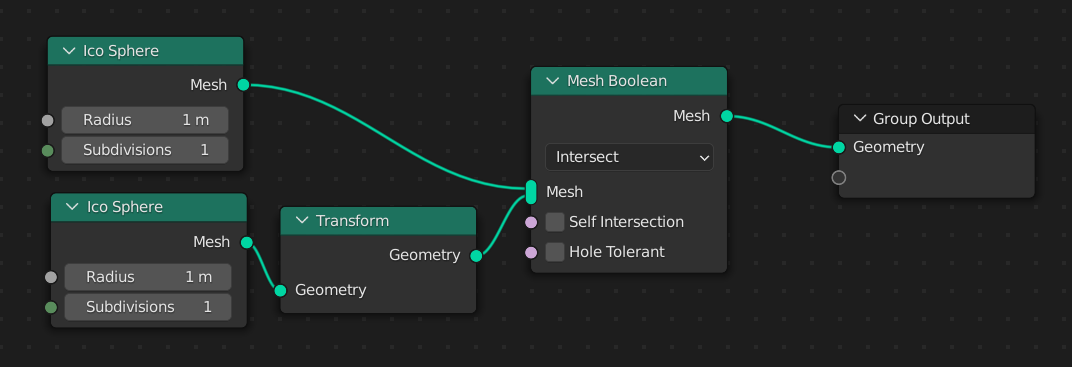 Ico Sphere
Mesh
Radius 1 m
Subdivisions 1
Ico Sphere
Mesh
Radius 1 m
Subdivisions 1
Transform
Geometry
Geometry
Mesh Boolean
Mesh
Intersect
Mesh
Self Intersection
Hole Tolerant
Group Output
Geometry